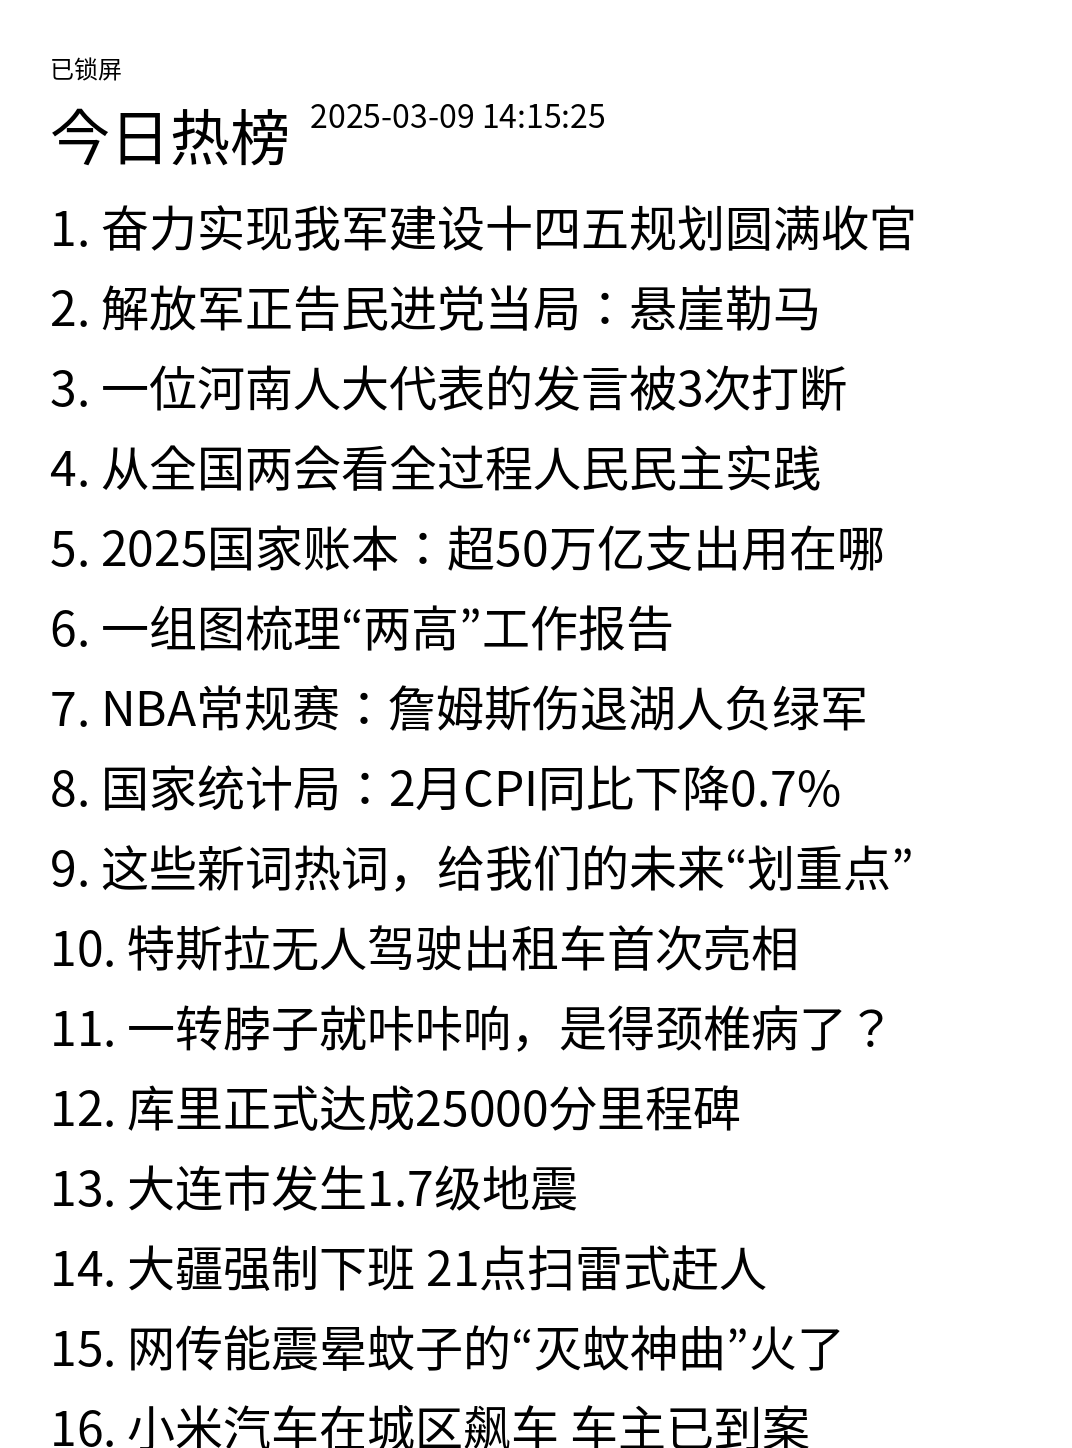 已锁屏
今日热榜 2025-03-09 14:15:25
1. 奋力实现我军建设十四五规划圆满收官
2. 解放军正告民进党当局：悬崖勒马
3. 一位河南人大代表的发言被3次打断
4. 从全国两会看全过程人民民主实践
5. 2025国家账本：超50万亿支出用在哪
6. 一组图梳理“两高”工作报告
7. NBA常规赛：詹姆斯伤退湖人负绿军
8. 国家统计局：2月CPI同比下降0.7%
9. 这些新词热词，给我们的未来“划重点”
10. 特斯拉无人驾驶出租车首次亮相
11. 一转脖子就咔咔响，是得颈椎病了？
12. 库里正式达成25000分里程碑
13. 大连市发生1.7级地震
14. 大疆强制下班 21点扫雷式赶人
15. 网传能震晕蚊子的“灭蚊神曲”火了
16. 小米汽车在城区飙车 车主已到案